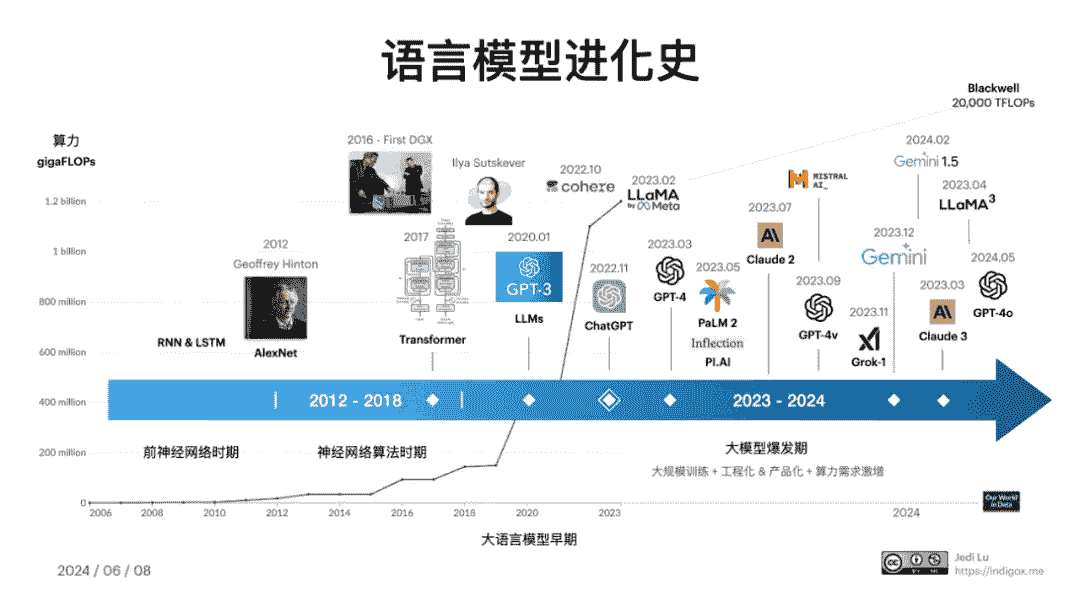 语言模型进化史
Blackwell
20,000 TFLOPs
算力
gigaFLOPs
1.2 billion
1 billion
800 million
600 million
400 million
200 million
0
2016 - First DGX
Ilya Sutskever
2012
Geoffrey Hinton
RNN & LSTM
AlexNet
2017
Transformer
2020.01
GPT-3
LLMs
2022.10
cohere
2022.11
ChatGPT
2023.02
LLaMA
by Meta
2023.03
GPT-4
2023.05
PaLM 2
Inflection
PI.AI
2023.07
Claude 2
MISTRAL
AI_
2023.09
GPT-4v
2023.11
Grok-1
2023.12
Gemini
2024.02
Gemini 1.5
2023.04
LLaMA³
2023.03
Claude 3
2024.05
GPT-4o
2012 - 2018
2023 - 2024
前神经网络时期
神经网络算法时期
大模型爆发期
大规模训练 + 工程化 & 产品化 + 算力需求激增
2006
2008
2010
2012
2014
2016
2018
2020
2023
2024
Our World
in Data
大语言模型早期
2024 / 06 / 08
cc
BY
Jedi Lu
https://indigox.me